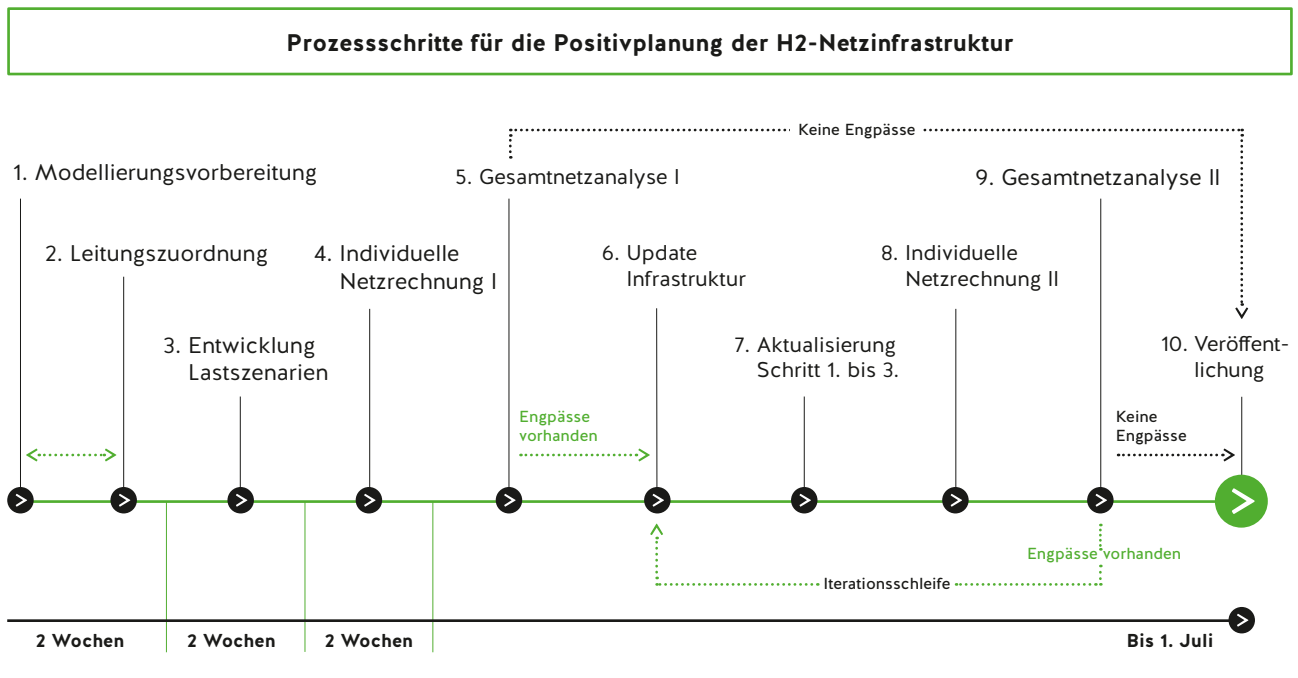 Prozessschritte für die Positivplanung der H2-Netzinfrastruktur
Keine Engpässe
1. Modellierungsvorbereitung
5. Gesamtnetzanalyse I
9. Gesamtnetzanalyse II
2. Leitungszuordnung
4. Individuelle
Netzrechnung I
6. Update
Infrastruktur
8. Individuelle
Netzrechnung II
3. Entwicklung
Lastszenarien
7. Aktualisierung
Schritt 1. bis 3.
10. Veröffent-
lichung
Engpässe
vorhanden
Keine
Engpässe
Engpässe vorhanden
Iterationsschleife
2 Wochen
2 Wochen
2 Wochen
Bis 1. Juli